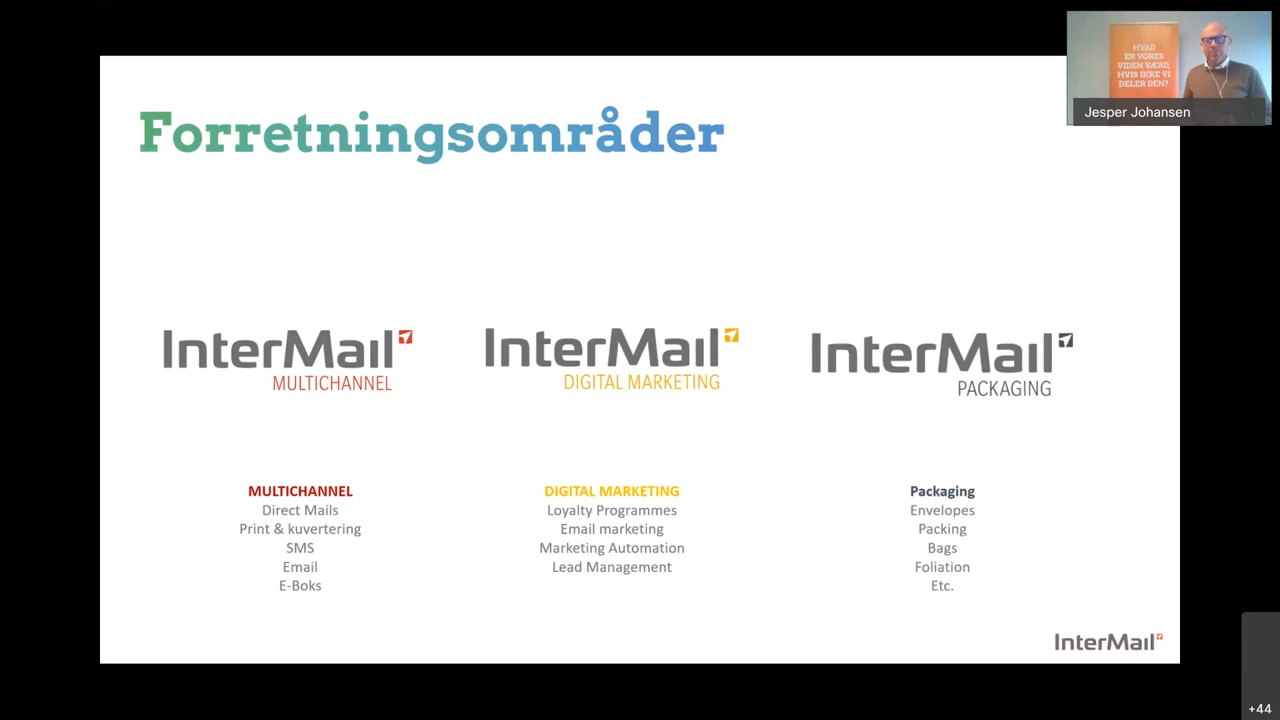 HVAD
ER VORES
VIDEN VÆRD,
HVIS IKKE VI
DELER DEN?
Jesper Johansen
Forretningsområder
InterMail
MULTICHANNEL
InterMail
DIGITAL MARKETING
InterMail
PACKAGING
MULTICHANNEL
Direct Mails
Print & kuvertering
SMS
Email
E-Boks
DIGITAL MARKETING
Loyalty Programmes
Email marketing
Marketing Automation
Lead Management
Packaging
Envelopes
Packing
Bags
Foliation
Etc.
InterMail
+44